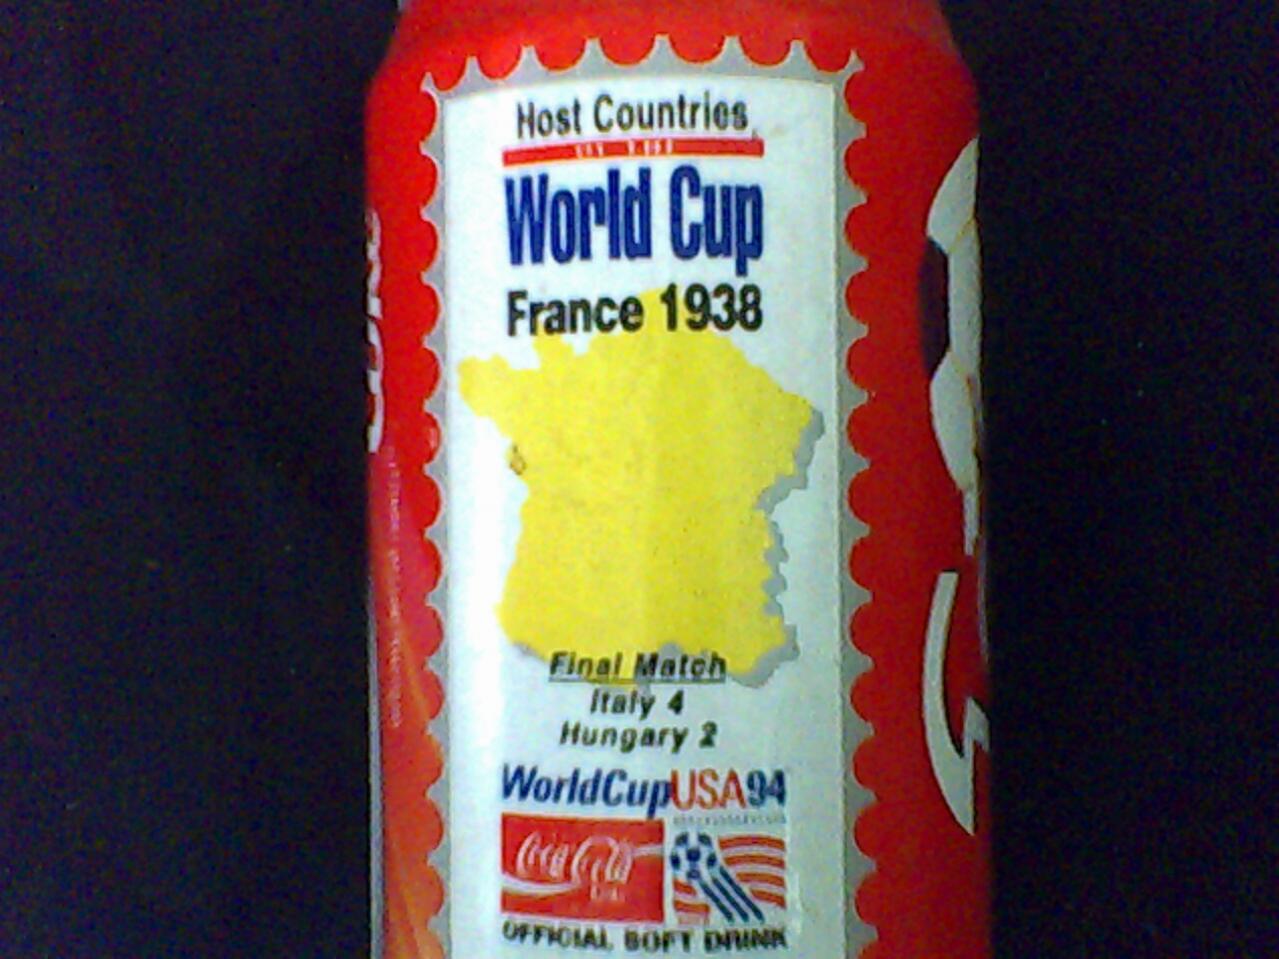 Host Countries
World Cup
France 1938
Final Match
Italy 4
Hungary 2
WorldCupUSA94
Coca-Cola
OFFICIAL SOFT DRINK